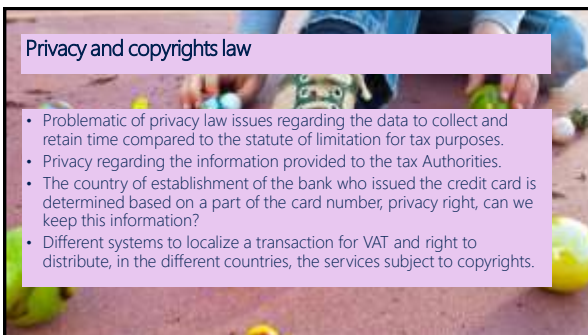 Privacy and copyrights law
• Problematic of privacy law issues regarding the data to collect and
retain time compared to the statute of limitation for tax purposes.
• Privacy regarding the information provided to the tax Authorities.
• The country of establishment of the bank who issued the credit card is
determined based on a part of the card number, privacy right, can we
keep this information?
• Different systems to localize a transaction for VAT and right to
distribute, in the different countries, the services subject to copyrights.